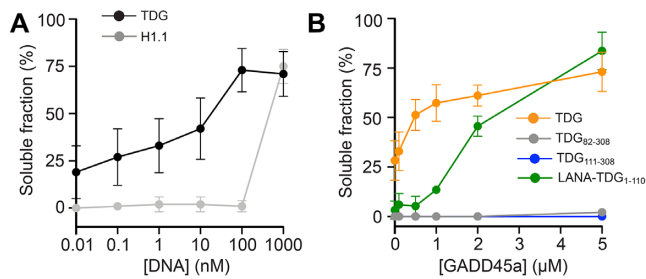 A
TDG
H1.1
Soluble fraction (%)
100
75
50
25
0
0.01 0.1 1 10 100 1000
[DNA] (nM)
B
Soluble fraction (%)
100
75
50
25
0
TDG
TDG82-308
TDG111-308
LANA-TDG1-110
0 1 2 3 4 5
[GADD45a] (µM)